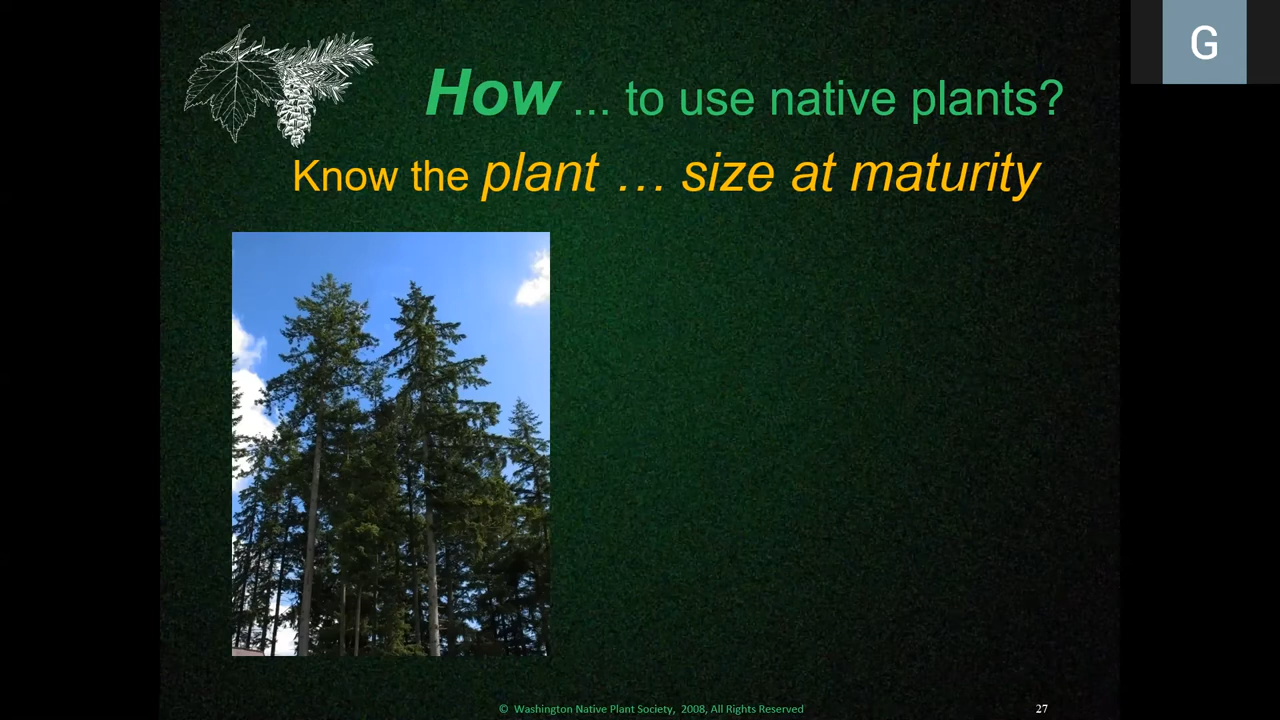 G
How ... to use native plants?
Know the plant … size at maturity
© Washington Native Plant Society, 2008, All Rights Reserved
27